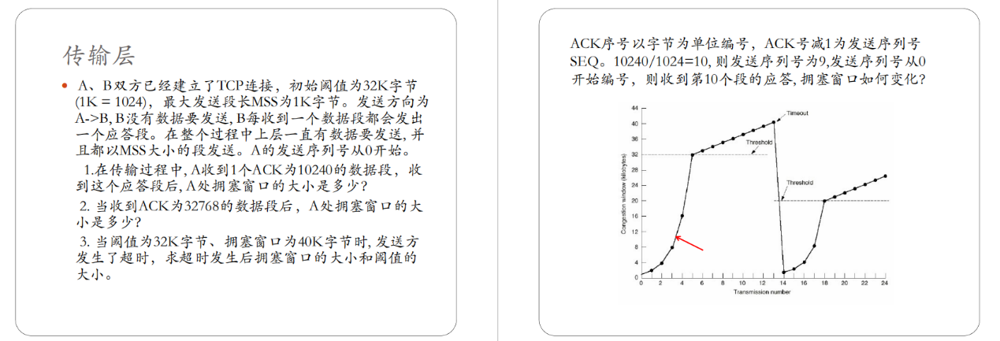 传输层
• A、B双方已经建立了TCP连接，初始阈值为32K字节
(1K = 1024)，最大发送段长MSS为1K字节。发送方向为
A->B, B没有数据要发送, B每收到一个数据段都会发出
一个应答段。在整个过程中上层一直有数据要发送, 并
且都以MSS大小的段发送。A的发送序列号从0开始。
1.在传输过程中, A收到1个ACK为10240的数据段，收
到这个应答段后, A处拥塞窗口的大小是多少?
2. 当收到ACK为32768的数据段后，A处拥塞窗口的大
小是多少?
3. 当阈值为32K字节、拥塞窗口为40K字节时, 发送方
发生了超时，求超时发生后拥塞窗口的大小和阈值的
大小。
ACK序号以字节为单位编号，ACK号减1为发送序列号
SEQ。10240/1024=10, 则发送序列号为9,发送序列号从0
开始编号，则收到第10个段的应答, 拥塞窗口如何变化?
44
40
36
32
28
24
20
16
12
8
4
0
Congestion window (kilobytes)
Timeout
Threshold
Threshold
0 2 4 6 8 10 12 14 16 18 20 22 24
Transmission number